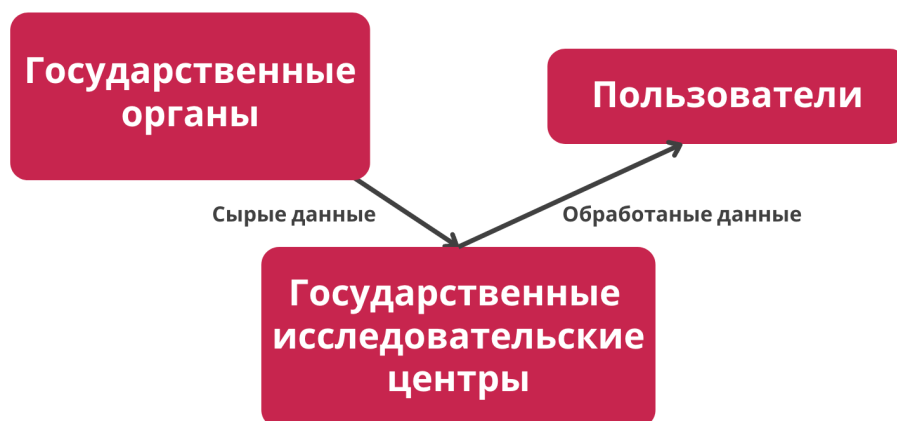 Государственные
органы
Пользователи
Сырые данные
Обработаные данные
Государственные
исследовательские
центры